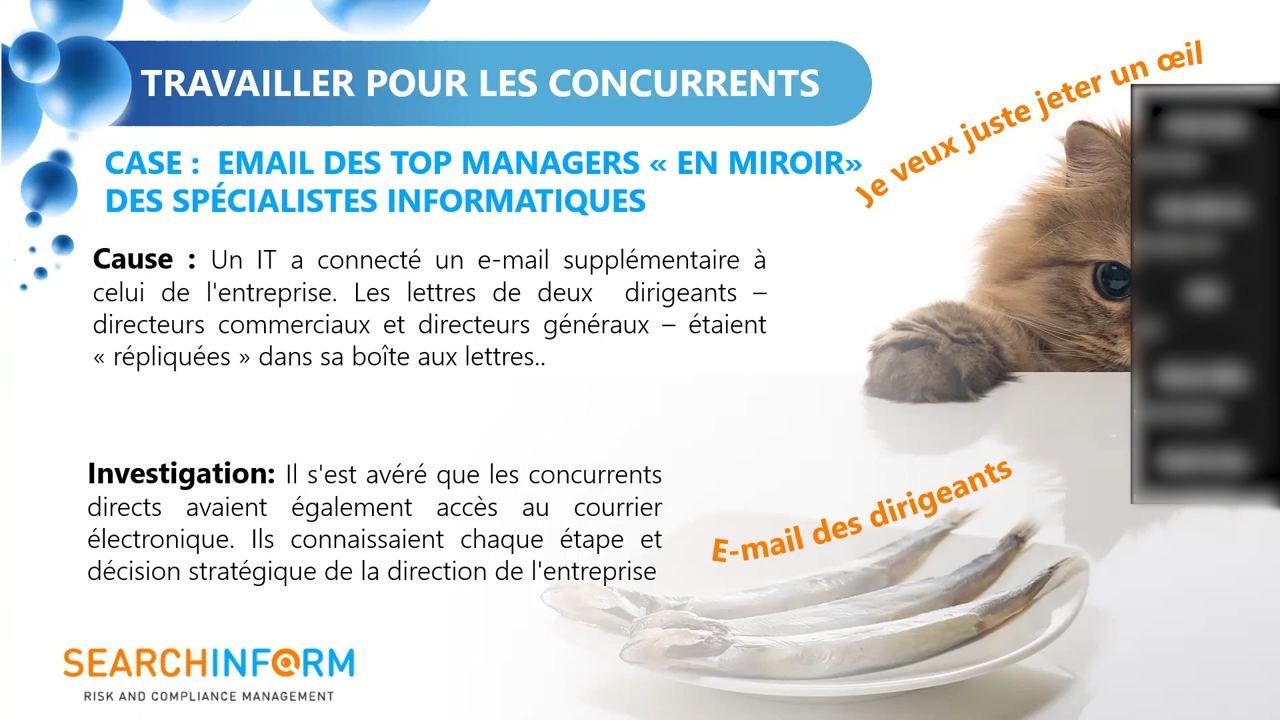 TRAVAILLER POUR LES CONCURRENTS
Je veux juste jeter un œil
CASE : EMAIL DES TOP MANAGERS « EN MIROIR»
DES SPÉCIALISTES INFORMATIQUES
Cause : Un IT a connecté un e-mail supplémentaire à
celui de l'entreprise. Les lettres de deux dirigeants –
directeurs commerciaux et directeurs généraux – étaient
« répliquées » dans sa boîte aux lettres..
Investigation: Il s'est avéré que les concurrents
directs avaient également accès au courrier
électronique. Ils connaissaient chaque étape et
décision stratégique de la direction de l'entreprise
E-mail des dirigeants
SEARCHINF@RM
RISK AND COMPLIANCE MANAGEMENT